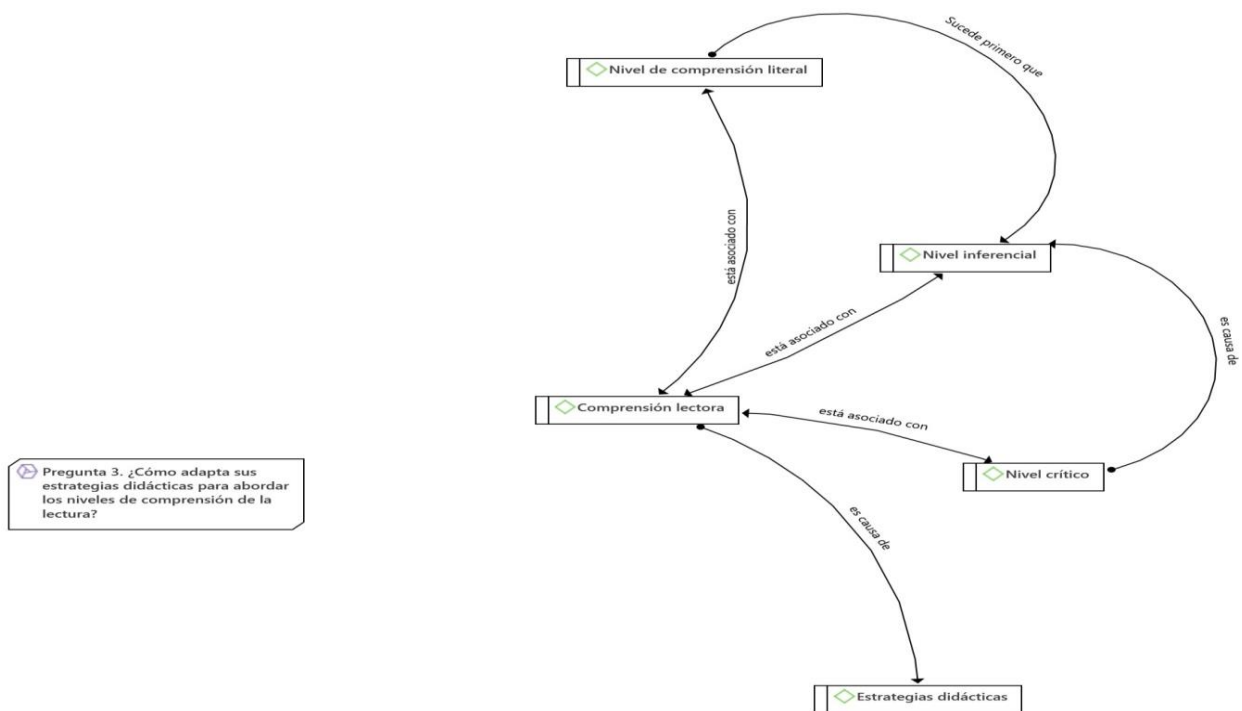 Sucede primero que
Nivel de comprensión literal
está asociado con
Nivel inferencial
está asociado con
es causa de
Comprensión lectora
está asociado con
Nivel crítico
Pregunta 3. ¿Cómo adapta sus
estrategias didácticas para abordar
los niveles de comprensión de la
lectura?
es causa de
Estrategias didácticas